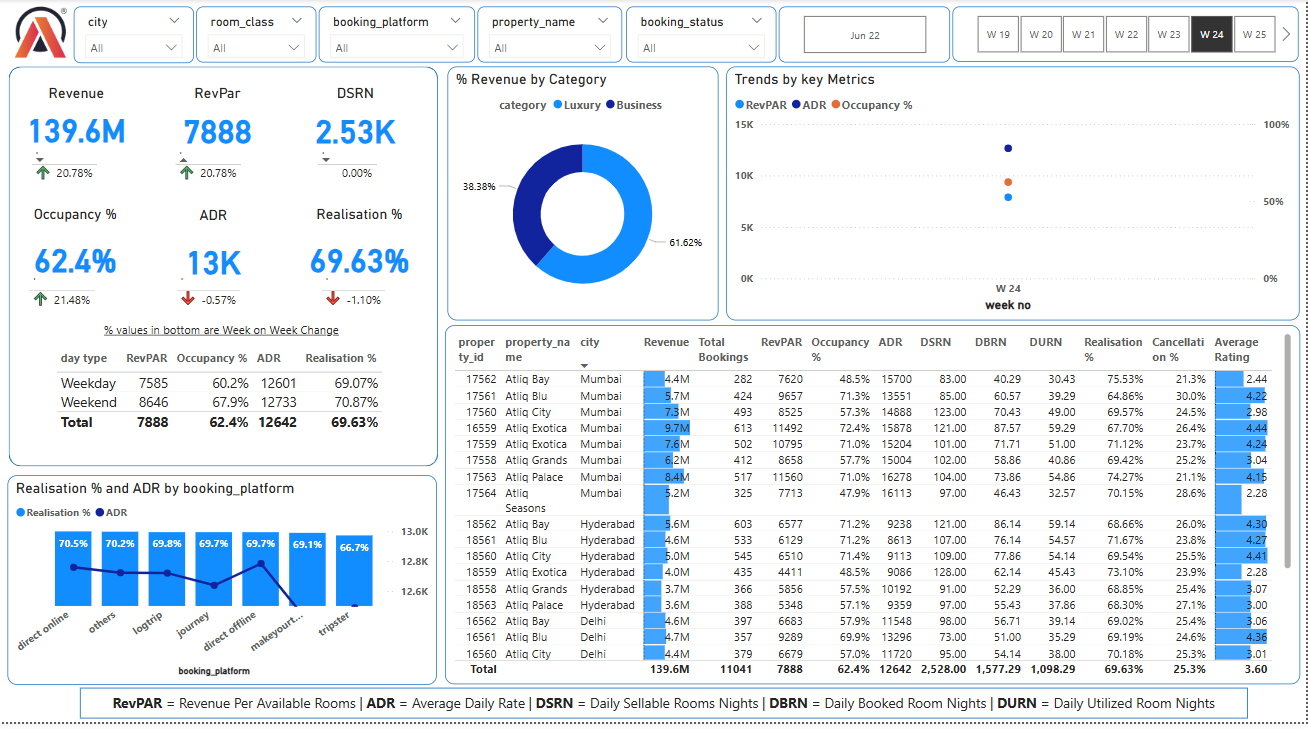 city
room_class
booking_platform
property_name
booking_status
All
All
All
All
All
Jun 22
W 19
W 20
W 21
W 22
W 23
W 24
W 25
Revenue
RevPar
DSRN
139.6M
7888
2.53K
20.78%
20.78%
0.00%
Occupancy %
ADR
Realisation %
62.4%
13K
69.63%
21.48%
-0.57%
-1.10%
% values in bottom are Week on Week Change
day type RevPAR Occupancy % ADR Realisation %
Weekday 7585 60.2% 12601 69.07%
Weekend 8646 67.9% 12733 70.87%
Total 7888 62.4% 12642 69.63%
% Revenue by Category
category Luxury Business
38.38%
61.62%
Trends by key Metrics
RevPAR ADR Occupancy %
15K
10K
5K
0K
100%
50%
0%
W 24
week no
Realisation % and ADR by booking_platform
Realisation % ADR
70.5% 70.2% 69.8% 69.7% 69.7% 69.1% 66.7%
13.0K
12.8K
12.6K
direct online
others
logtrip
journey
direct offline
makeyourt...
tripster
booking_platform
proper
ty_id
property_na
me
city
Revenue
Total
Bookings
RevPAR
Occupancy
%
ADR
DSRN
DBRN
DURN
Realisation
%
Cancellati
on %
Average
Rating
17562 Atliq Bay Mumbai 4.4M 282 7620 48.5% 15700 83.00 40.29 30.43 75.53% 21.3% 2.44
17561 Atliq Blu Mumbai 5.7M 424 9657 71.3% 13551 85.00 60.57 39.29 64.86% 30.0% 4.22
17560 Atliq City Mumbai 7.3M 493 8525 57.3% 14888 123.00 70.43 49.00 69.57% 24.5% 2.98
16559 Atliq Exotica Mumbai 9.7M 613 11492 72.4% 15878 121.00 87.57 59.29 67.70% 26.4% 4.44
17559 Atliq Exotica Mumbai 7.6M 502 10795 71.0% 15204 101.00 71.71 51.00 71.12% 23.7% 4.24
17558 Atliq Grands Mumbai 6.2M 412 8658 57.7% 15004 102.00 58.86 40.86 69.42% 25.2% 3.04
17563 Atliq Palace Mumbai 8.4M 517 11560 71.0% 16278 104.00 73.86 54.86 74.27% 21.1% 4.15
17564 Atliq Mumbai 5.2M 325 7713 47.9% 16113 97.00 46.43 32.57 70.15% 28.6% 2.28
Seasons
18562 Atliq Bay Hyderabad 5.6M 603 6577 71.2% 9238 121.00 86.14 59.14 68.66% 26.0% 4.30
18561 Atliq Blu Hyderabad 4.6M 533 6129 71.2% 8613 107.00 76.14 54.57 71.67% 23.8% 4.27
18560 Atliq City Hyderabad 5.0M 545 6510 71.4% 9113 109.00 77.86 54.14 69.54% 25.5% 4.41
18559 Atliq Exotica Hyderabad 4.0M 435 4411 48.5% 9086 128.00 62.14 45.43 73.10% 23.9% 2.28
18558 Atliq Grands Hyderabad 3.7M 366 5856 57.5% 10192 91.00 52.29 36.00 68.85% 25.4% 3.07
18563 Atliq Palace Hyderabad 3.6M 388 5348 57.1% 9359 97.00 55.43 37.86 68.30% 27.1% 3.00
16562 Atliq Bay Delhi 4.6M 397 6683 57.9% 11548 98.00 56.71 39.14 69.02% 25.4% 3.06
16561 Atliq Blu Delhi 4.7M 357 9289 69.9% 13296 73.00 51.00 35.29 69.19% 24.6% 4.36
16560 Atliq City Delhi 4.4M 379 6679 57.0% 11720 95.00 54.14 38.00 70.18% 25.3% 3.01
Total 139.6M 11041 7888 62.4% 12642 2,528.00 1,577.29 1,098.29 69.63% 25.3% 3.60
RevPAR = Revenue Per Available Rooms | ADR = Average Daily Rate | DSRN = Daily Sellable Rooms Nights | DBRN = Daily Booked Room Nights | DURN = Daily Utilized Room Nights